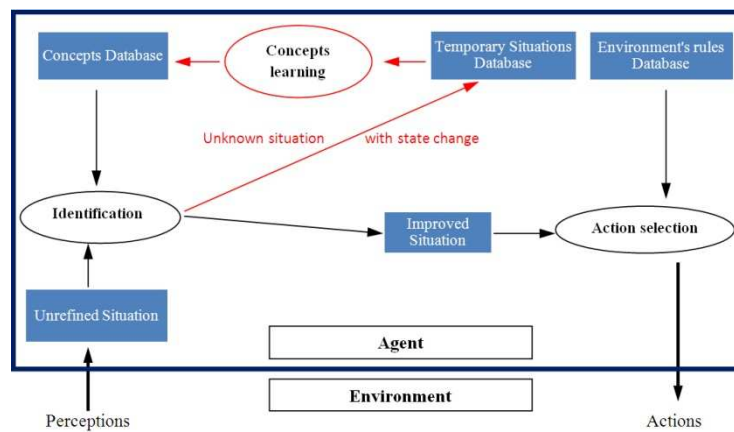 Concepts Database
Concepts
learning
Temporary Situations
Database
Environment's rules
Database
Unknown situation with state change
Identification
Improved
Situation
Action selection
Unrefined Situation
Agent
Environment
Perceptions
Actions